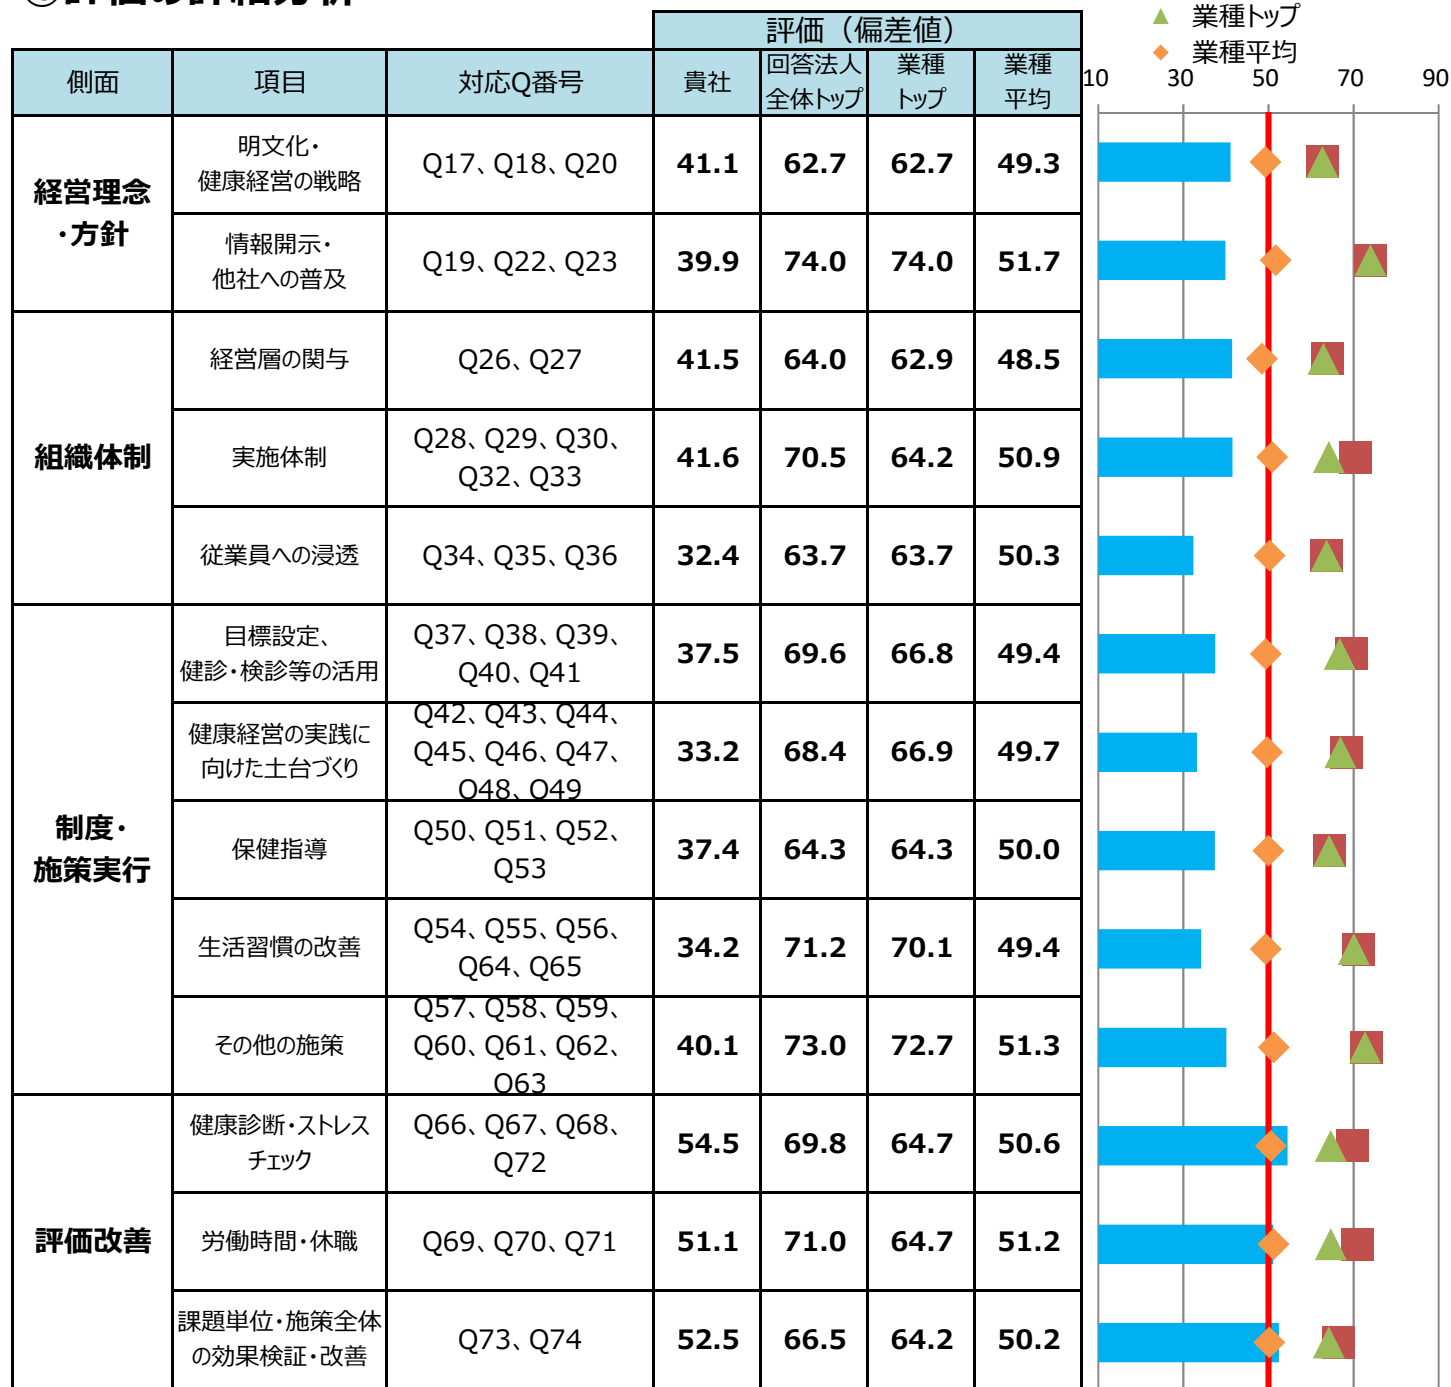 ①評価の詳細分析
▲ 業種トップ
◆ 業種平均
評価（偏差値）
側面 項目 対応Q番号 貴社 回答法人 業種 業種
全体トップ トップ 平均
10 30 50 70 90
経営理念
・方針
明文化・
健康経営の戦略
Q17、Q18、Q20 41.1 62.7 62.7 49.3
情報開示・
他社への普及
Q19、Q22、Q23 39.9 74.0 74.0 51.7
組織体制
経営層の関与 Q26、Q27 41.5 64.0 62.9 48.5
実施体制
Q28、Q29、Q30、
Q32、Q33
41.6 70.5 64.2 50.9
従業員への浸透 Q34、Q35、Q36 32.4 63.7 63.7 50.3
制度・
施策実行
目標設定、
健診・検診等の活用
Q37、Q38、Q39、
Q40、Q41
37.5 69.6 66.8 49.4
健康経営の実践に
向けた土台づくり
Q42、Q43、Q44、
Q45、Q46、Q47、
Q48、Q49
33.2 68.4 66.9 49.7
保健指導
Q50、Q51、Q52、
Q53
37.4 64.3 64.3 50.0
生活習慣の改善
Q54、Q55、Q56、
Q64、Q65
34.2 71.2 70.1 49.4
その他の施策
Q57、Q58、Q59、
Q60、Q61、Q62、
Q63
40.1 73.0 72.7 51.3
評価改善
健康診断・ストレス
チェック
Q66、Q67、Q68、
Q72
54.5 69.8 64.7 50.6
労働時間・休職 Q69、Q70、Q71 51.1 71.0 64.7 51.2
課題単位・施策全体
の効果検証・改善
Q73、Q74 52.5 66.5 64.2 50.2